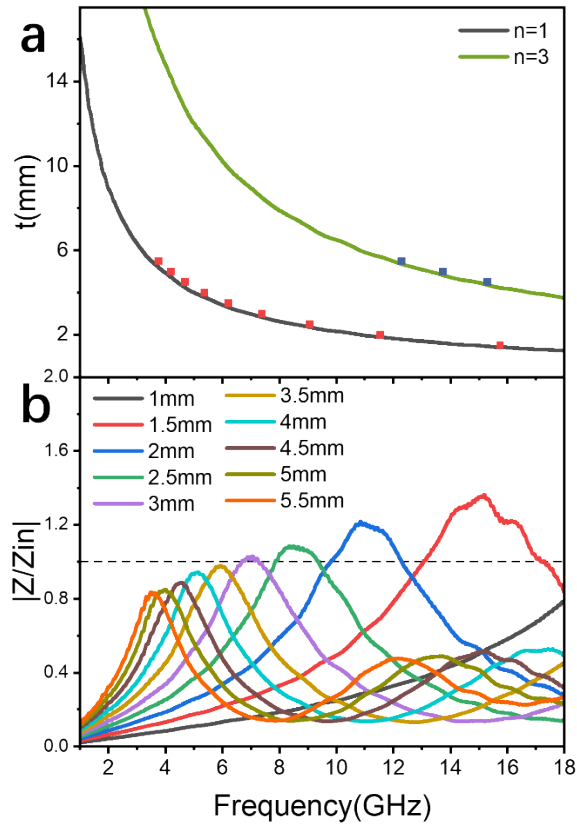 a
n=1
n=3
t(mm)
14
10
6
2
2.0
b
1mm
3.5mm
1.5mm
4mm
2mm
4.5mm
2.5mm
5mm
3mm
5.5mm
|Z/Zin|
1.6
1.2
0.8
0.4
0.0
2 4 6 8 10 12 14 16 18
Frequency(GHz)